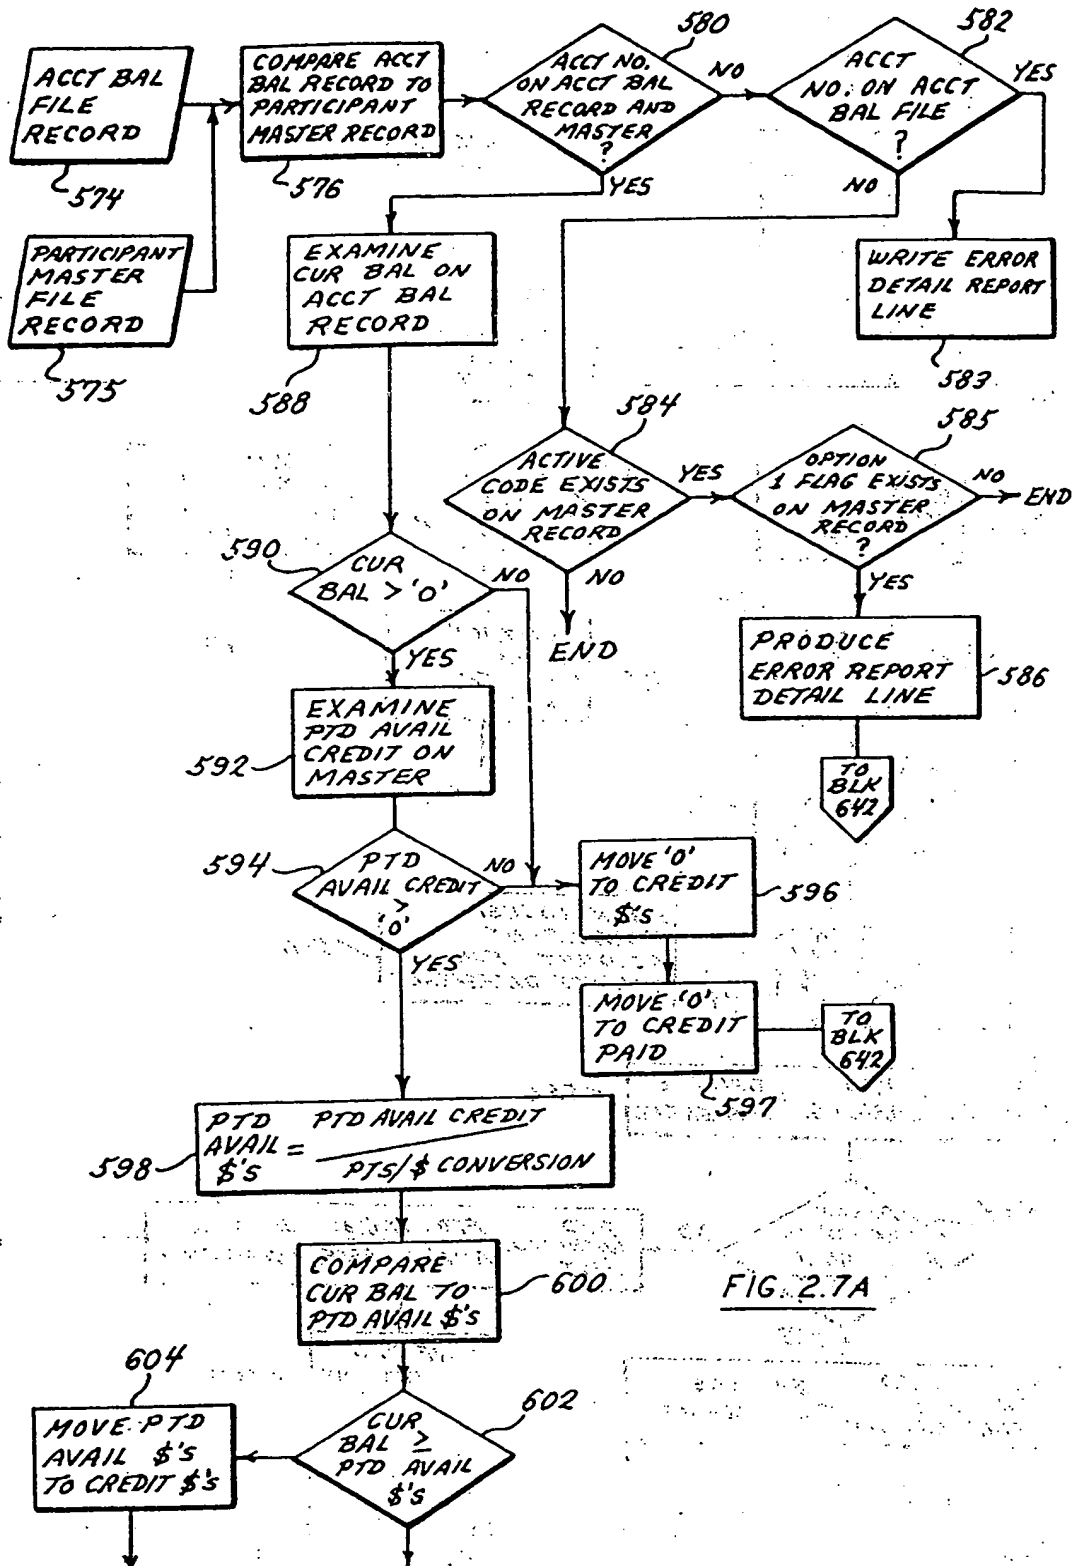 ACCT BAL
FILE
RECORD
574
PARTICIPANT
MASTER
FILE
RECORD
575
COMPARE ACCT
BAL RECORD TO
PARTICIPANT
MASTER RECORD
576
580
ACCT NO.
ON ACCT BAL
RECORD AND
MASTER
?
NO
YES
582
ACCT
NO. ON ACCT
BAL FILE
?
YES
NO
WRITE ERROR
DETAIL REPORT
LINE
583
EXAMINE
CUR BAL ON
ACCT BAL
RECORD
588
584
ACTIVE
CODE EXISTS
ON MASTER
RECORD
YES
NO
END
585
OPTION
1 FLAG EXISTS
ON MASTER
RECORD
?
NO
END
YES
PRODUCE
ERROR REPORT
DETAIL LINE
586
TO
BLK
642
590
CUR
BAL > '0'
NO
YES
EXAMINE
PTD AVAIL
CREDIT ON
MASTER
592
594
PTD
AVAIL CREDIT
>
'0'
NO
YES
MOVE '0'
TO CREDIT
$'s
596
MOVE '0'
TO CREDIT
PAID
597
TO
BLK
642
PTD AVAIL $'s = PTD AVAIL CREDIT / PTS/$ CONVERSION
598
COMPARE
CUR BAL TO
PTD AVAIL $'s
600
FIG. 2.7A
604
MOVE PTD
AVAIL $'s
TO CREDIT $'s
602
CUR
BAL ≥
PTD AVAIL
$'s